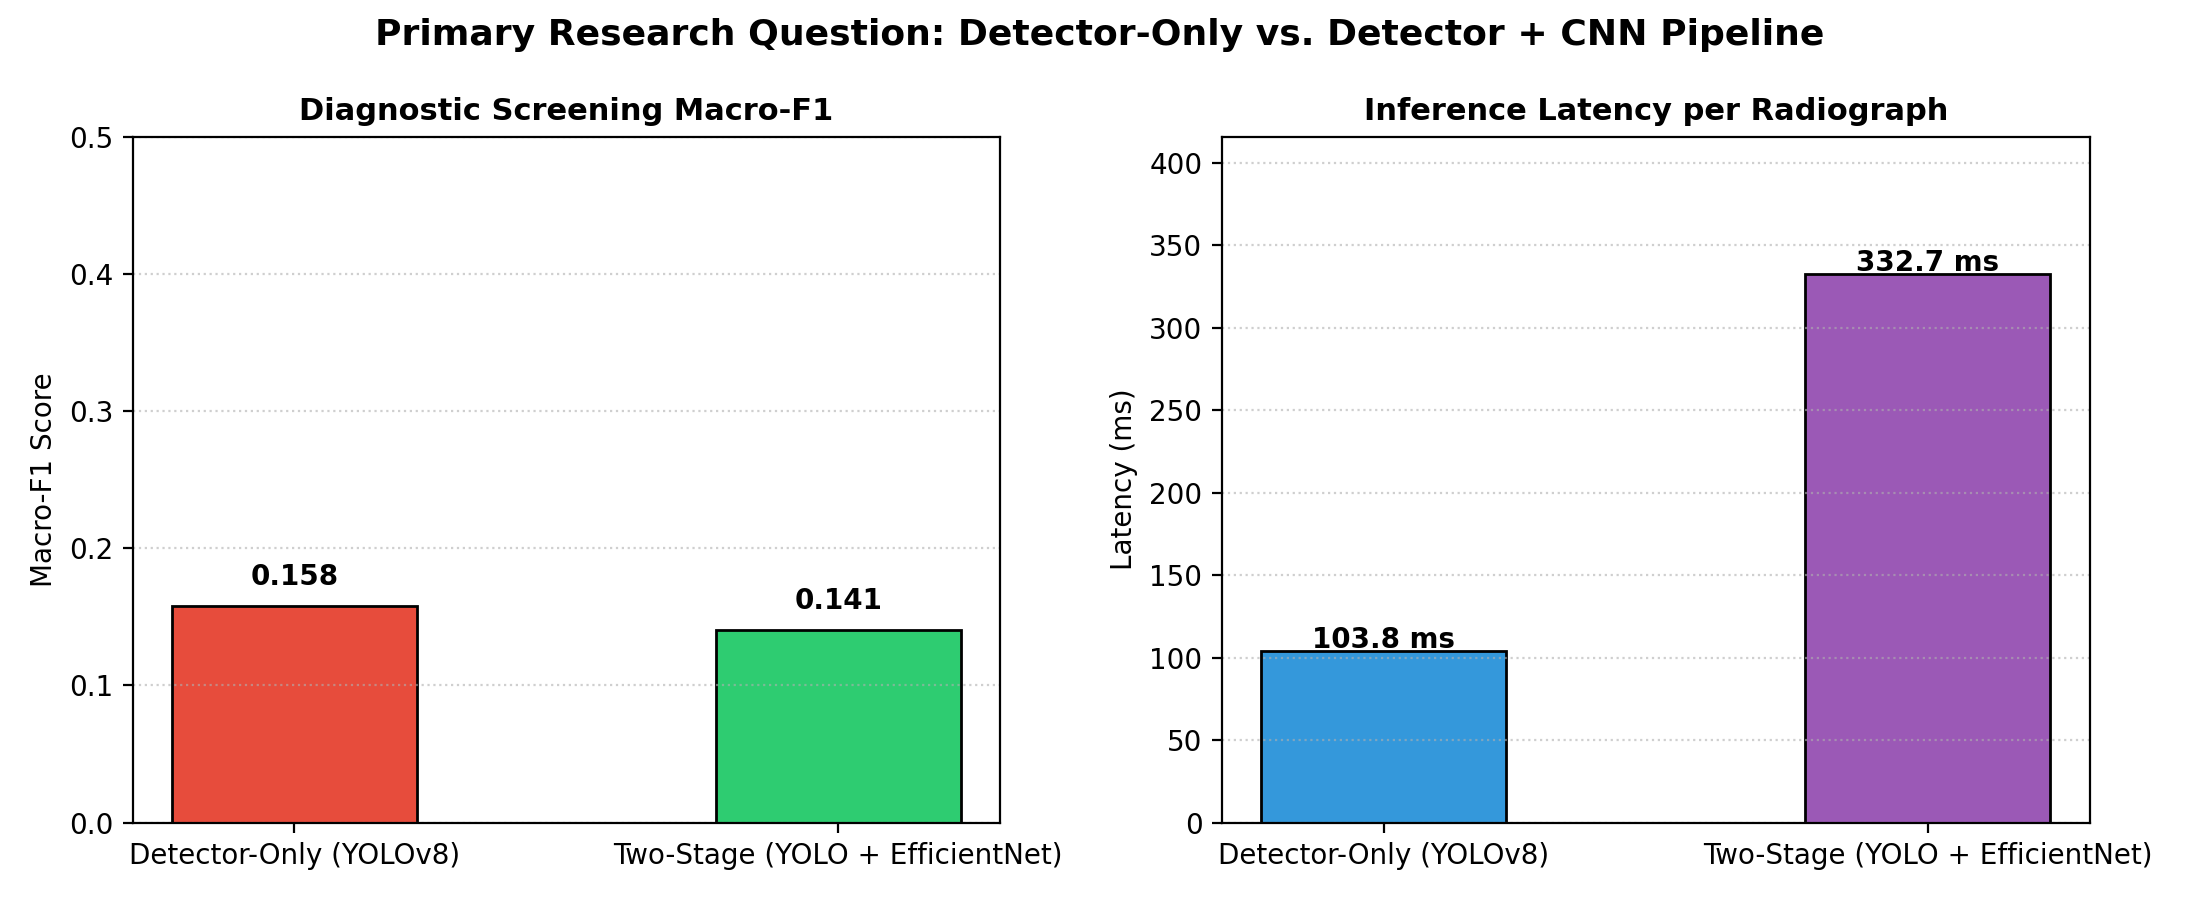 Primary Research Question: Detector-Only vs. Detector + CNN Pipeline
Diagnostic Screening Macro-F1
0.5
0.4
0.3
0.2
0.1
0.0
Macro-F1 Score
0.158
0.141
Detector-Only (YOLOv8)
Two-Stage (YOLO + EfficientNet)
Inference Latency per Radiograph
400
350
300
250
200
150
100
50
0
Latency (ms)
103.8 ms
332.7 ms
Detector-Only (YOLOv8)
Two-Stage (YOLO + EfficientNet)